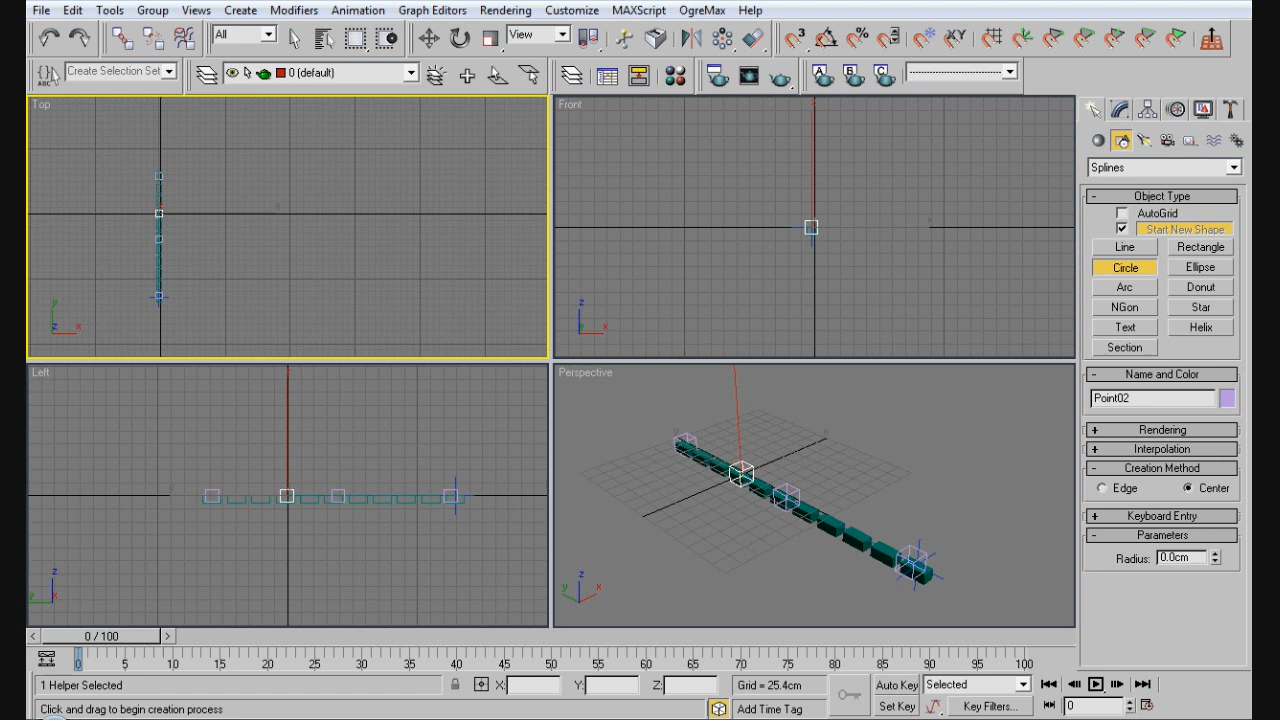 File Edit Tools Group Views Create Modifiers Animation Graph Editors Rendering Customize MAXScript OgreMax Help
All View 3 % XY
ABC Create Selection Set 0 (default) A B C
Top
x
y
z x
Front
x
z
y x
Left
z
y x
Perspective
x
z
y x
Splines
- Object Type
AutoGrid
Start New Shape
Line Rectangle
Circle Ellipse
Arc Donut
NGon Star
Text Helix
Section
- Name and Color
Point02
+ Rendering
+ Interpolation
- Creation Method
Edge Center
+ Keyboard Entry
- Parameters
Radius: 0.0cm
< 0 / 100 >
0 5 10 15 20 25 30 35 40 45 50 55 60 65 70 75 80 85 90 95 100
1 Helper Selected X: Y: Z: Grid = 25.4cm Auto Key Selected
Click and drag to begin creation process Add Time Tag Set Key Key Filters... 0